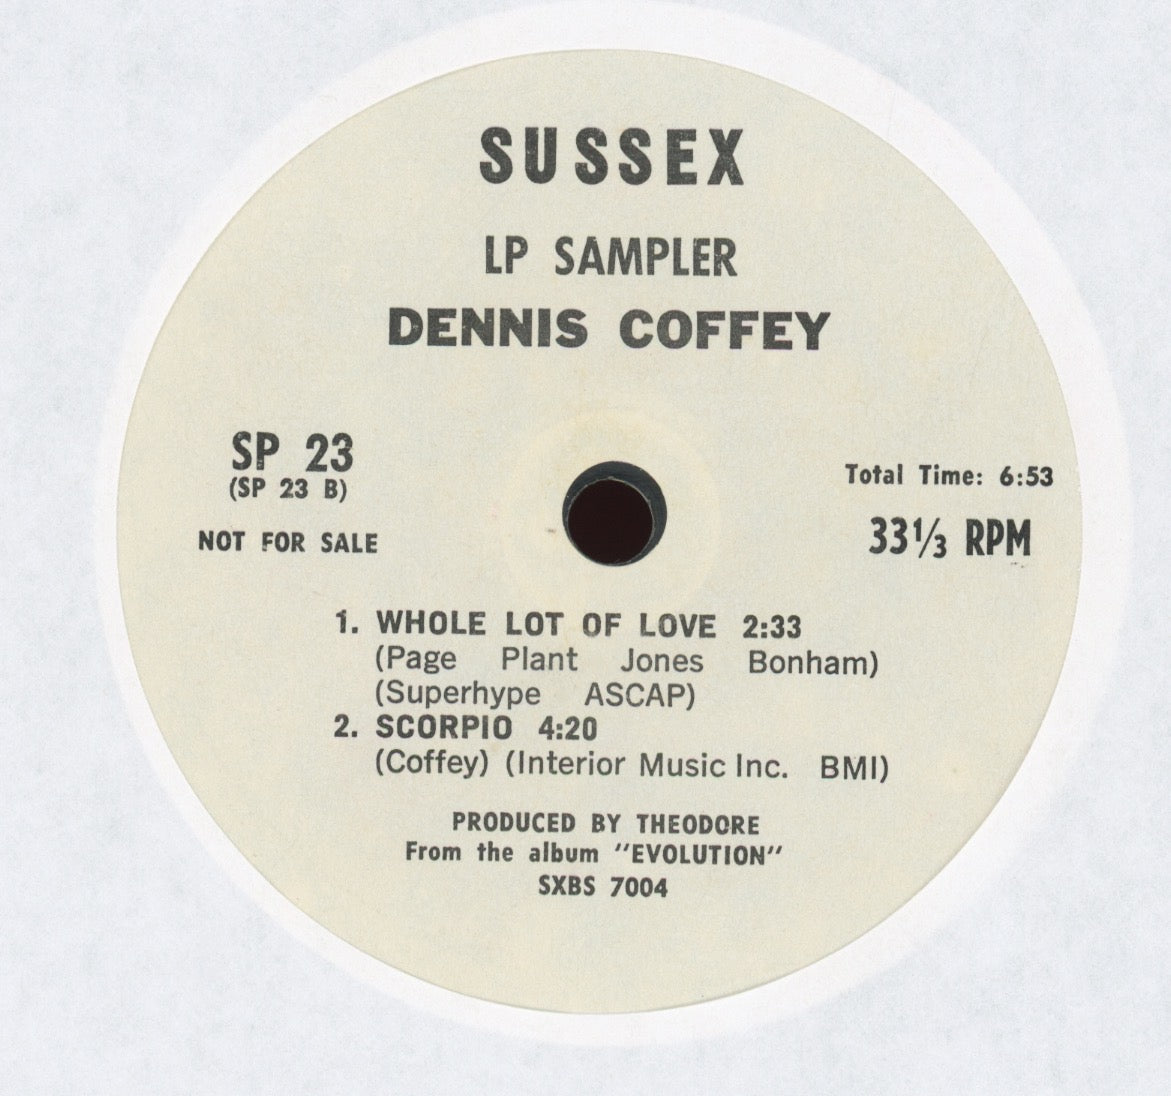 SUSSEX
LP SAMPLER
DENNIS COFFEY
SP 23
(SP 23 B)
NOT FOR SALE
Total Time: 6:53
33⅓ RPM
1. WHOLE LOT OF LOVE 2:33
(Page Plant Jones Bonham)
(Superhype ASCAP)
2. SCORPIO 4:20
(Coffey) (Interior Music Inc. BMI)
PRODUCED BY THEODORE
From the album "EVOLUTION"
SXBS 7004